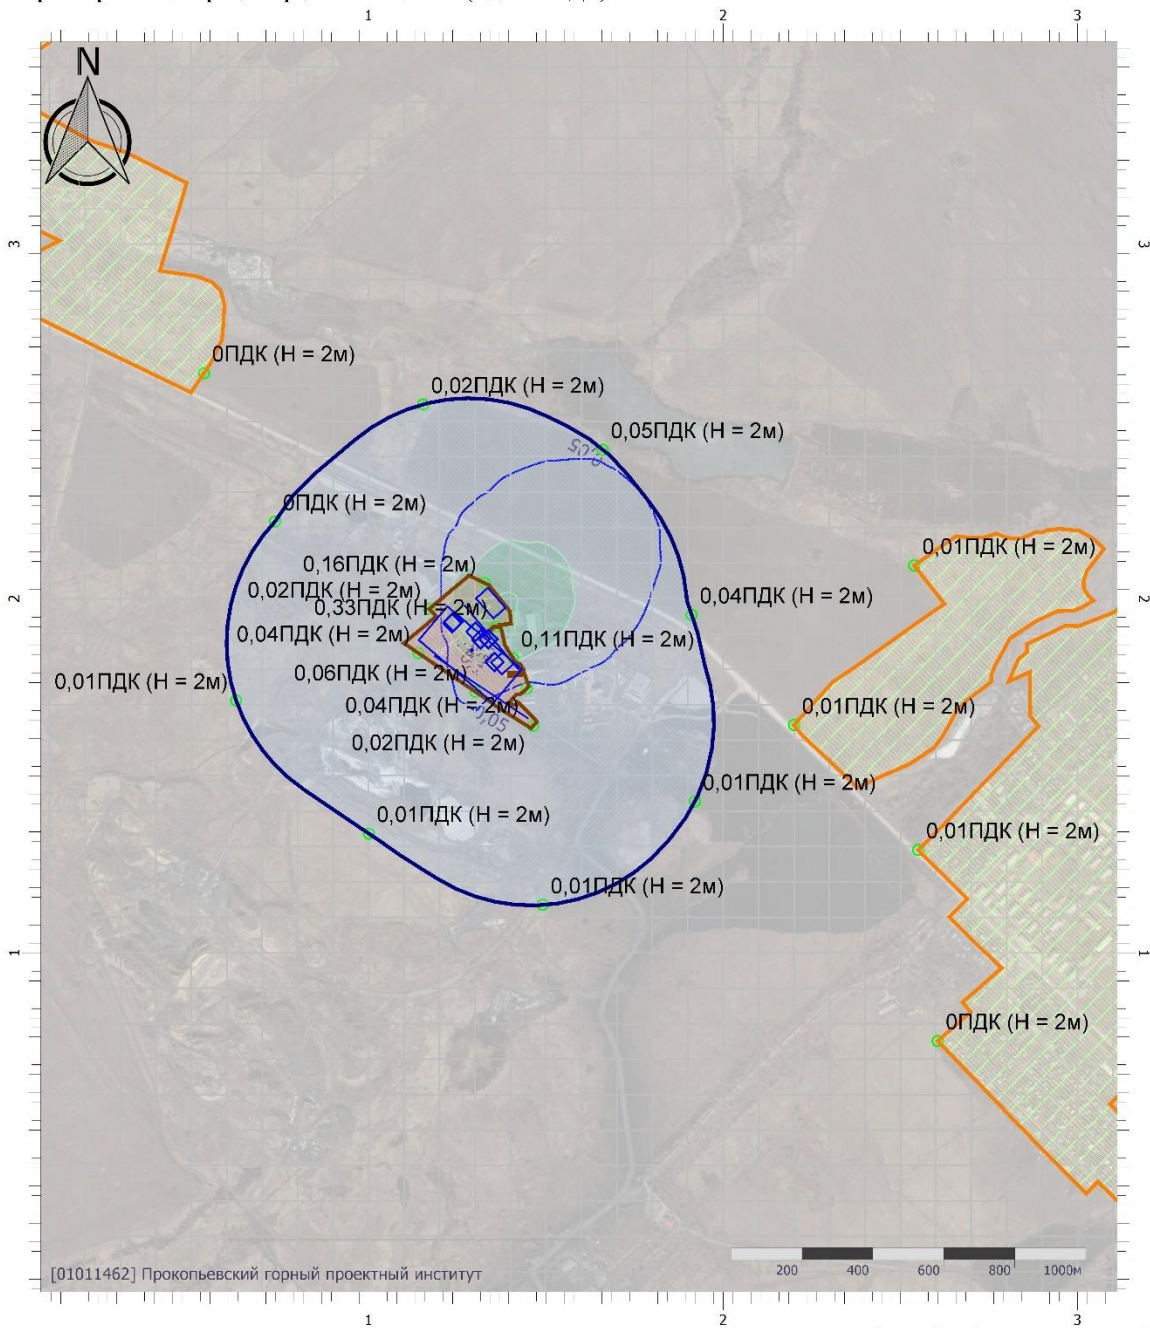 1 2 3
N
3 3
0ПДК (Н = 2м)
0,02ПДК (Н = 2м)
0,05ПДК (Н = 2м)
0,05
0ПДК (Н = 2м)
0,01ПДК (Н = 2м)
0,16ПДК (Н = 2м)
0,02ПДК (Н = 2м)
2 2
0,33ПДК (Н = 2м)
0,04ПДК (Н = 2м)
0,04ПДК (Н = 2м)
0,11ПДК (Н = 2м)
0,06ПДК (Н = 2м)
0,01ПДК (Н = 2м)
0,04ПДК (Н = 2м)
0,01ПДК (Н = 2м)
0,05
0,02ПДК (Н = 2м)
0,01ПДК (Н = 2м)
0,01ПДК (Н = 2м)
0,01ПДК (Н = 2м)
0,01ПДК (Н = 2м)
1 1
0ПДК (Н = 2м)
[01011462] Прокопьевский горный проектный институт
200 400 600 800 1000м
1 2 3